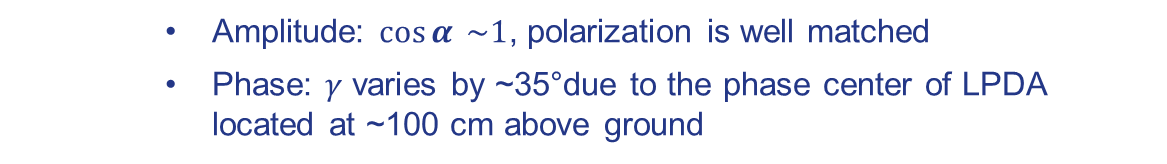 • Amplitude: cos α ~1, polarization is well matched
• Phase: γ varies by ~35°due to the phase center of LPDA
located at ~100 cm above ground